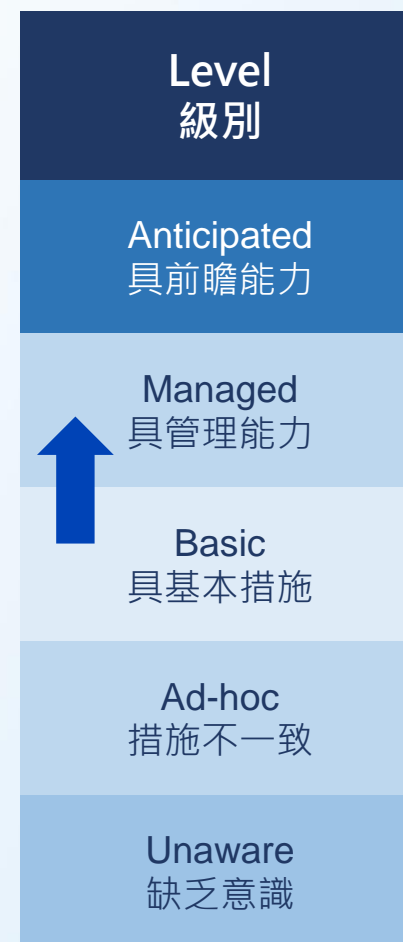 Level
級別
Anticipated
具前瞻能力
Managed
具管理能力
Basic
具基本措施
Ad-hoc
措施不一致
Unaware
缺乏意識